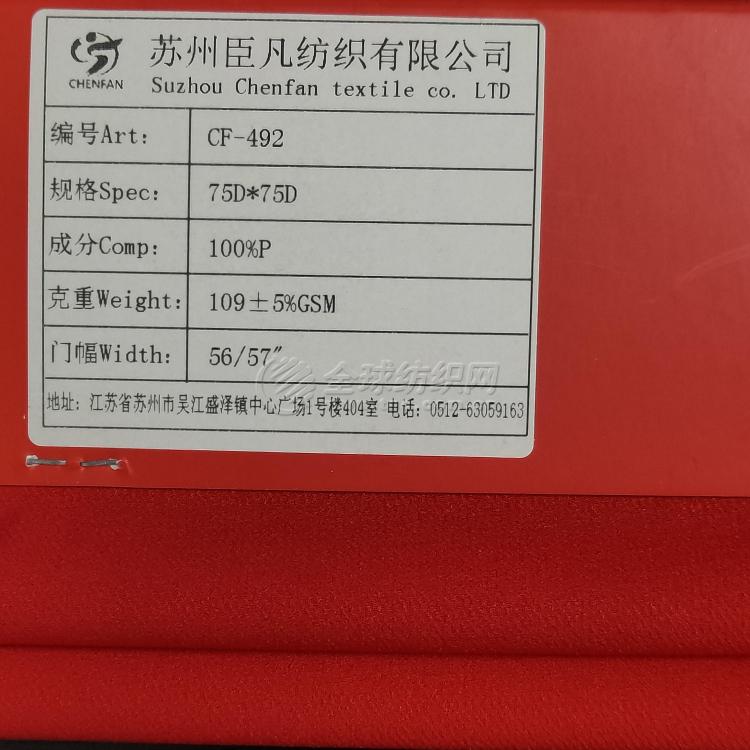 苏州臣凡纺织有限公司
CHENFAN Suzhou Chenfan textile co. LTD
编号Art: CF-492
规格Spec: 75D*75D
成分Comp: 100%P
克重Weight: 109±5%GSM
门幅Width: 56/57″
全球纺织网
地址: 江苏省苏州市吴江盛泽镇中心广场1号楼404室 电话: 0512-63059163